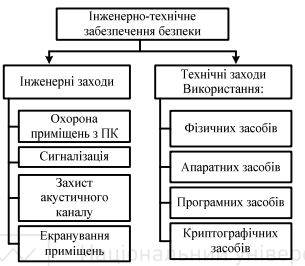 Інженерно-технічне
забезпечення безпеки
Інженерні заходи
Охорона
приміщень з ПК
Сигналізація
Захист
акустичного
каналу
Екранування
приміщень
Технічні заходи
Використання:
Фізичних засобів
Апаратних засобів
Програмних засобів
Криптографічних
засобів